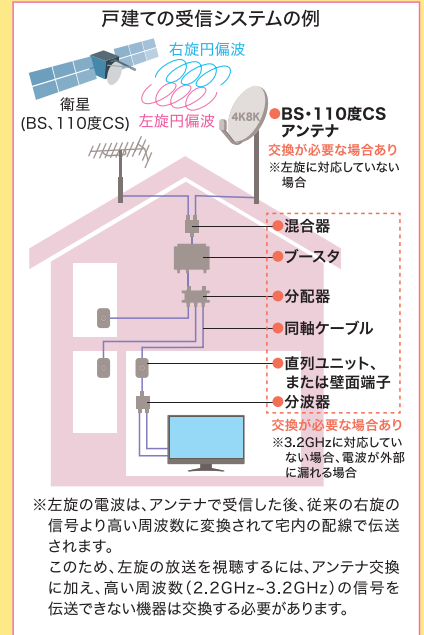 戸建ての受信システムの例
右旋円偏波
衛星
(BS、110度CS)
左旋円偏波
4K8K
●BS・110度CS
アンテナ
交換が必要な場合あり
※左旋に対応していない
場合
●混合器
●ブースタ
●分配器
●同軸ケーブル
●直列ユニット、
または壁面端子
●分波器
交換が必要な場合あり
※3.2GHzに対応してい
ない場合、電波が外部
に漏れる場合
※左旋の電波は、アンテナで受信した後、従来の右旋の
信号より高い周波数に変換されて宅内の配線で伝送
されます。
このため、左旋の放送を視聴するには、アンテナ交換
に加え、高い周波数(2.2GHz~3.2GHz)の信号を
伝送できない機器は交換する必要があります。